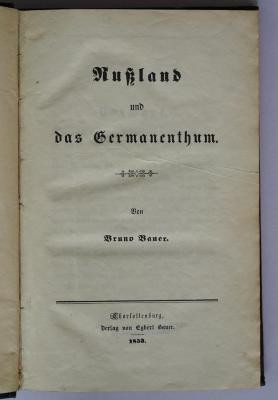 Rußland
und
das Germanenthum.
Von
Bruno Bauer.
Charlottenburg,
Verlag von Egbert Bauer.
1853.